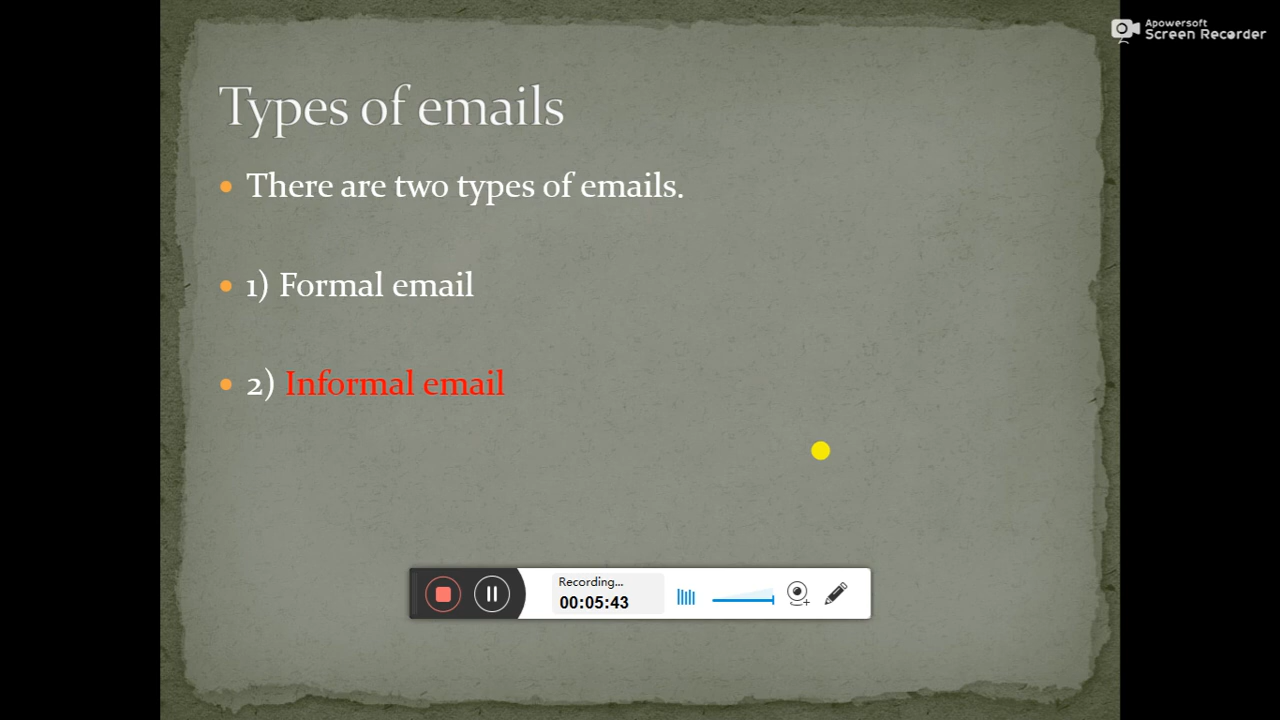 Apowersoft
Screen Recorder
Types of emails
There are two types of emails.
1) Formal email
2) Informal email
Recording...
00:05:43